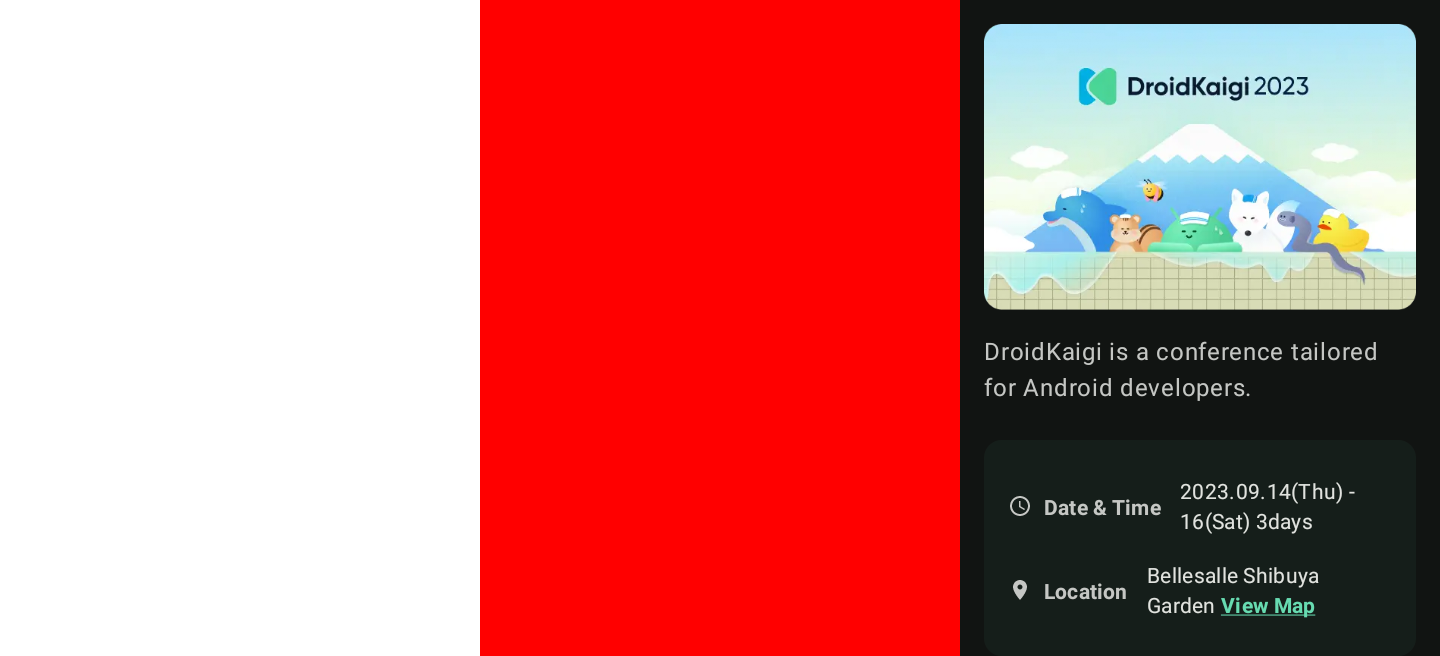 DroidKaigi 2023
DroidKaigi is a conference tailored
for Android developers.
Date & Time
2023.09.14(Thu) -
16(Sat) 3days
Location
Bellesalle Shibuya
Garden View Map